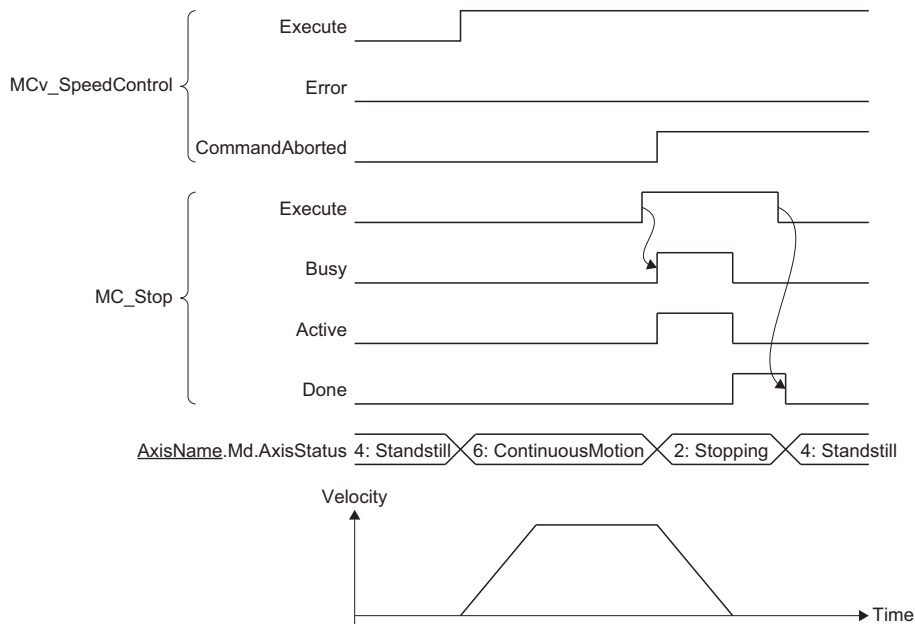 Execute
MCv_SpeedControl
Error
CommandAborted
Execute
Busy
MC_Stop
Active
Done
AxisName.Md.AxisStatus 4: Standstill 6: ContinuousMotion 2: Stopping 4: Standstill
Velocity
Time